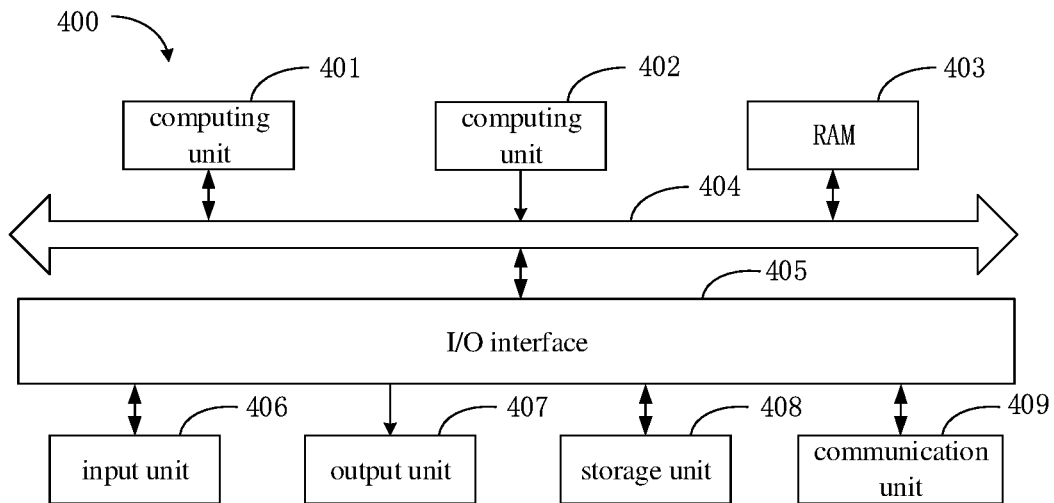 400
401
402
403
computing
unit
computing
unit
RAM
404
405
I/O interface
406
407
408
409
input unit
output unit
storage unit
communication
unit